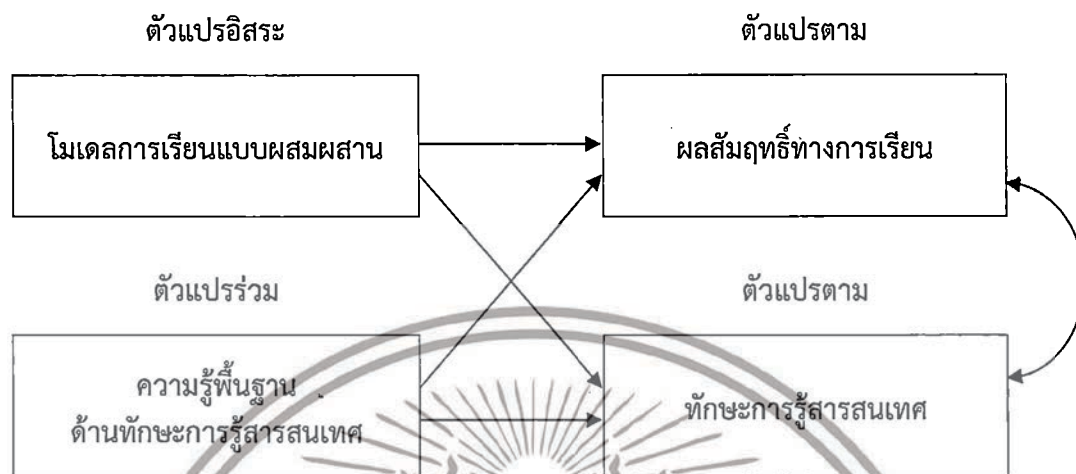 ตัวแปรอิสระ
ตัวแปรตาม
โมเดลการเรียนแบบผสมผสาน
ผลสัมฤทธิ์ทางการเรียน
ตัวแปรร่วม
ตัวแปรตาม
ความรู้พื้นฐาน
ด้านทักษะการรู้สารสนเทศ
ทักษะการรู้สารสนเทศ